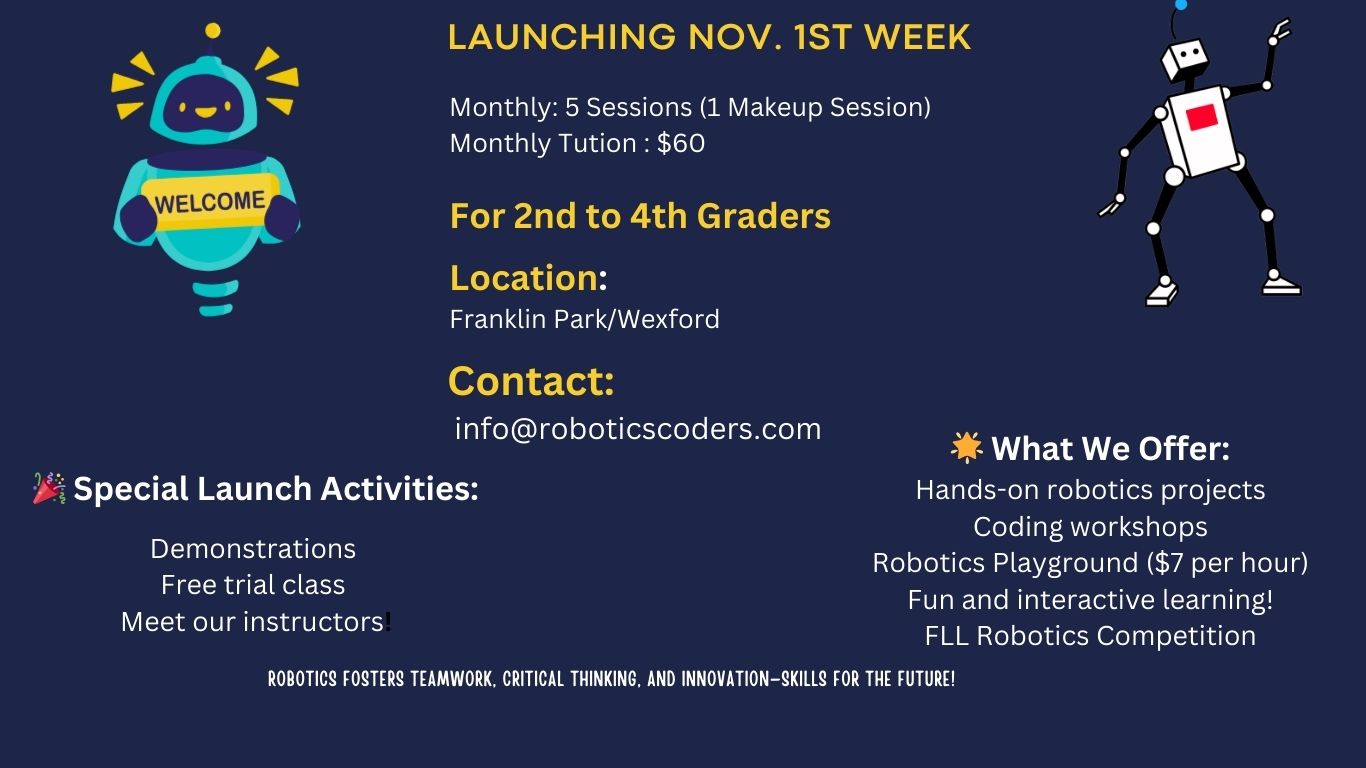 LAUNCHING NOV. 1ST WEEK
Monthly: 5 Sessions (1 Makeup Session)
Monthly Tution : $60
WELCOME
For 2nd to 4th Graders
Location:
Franklin Park/Wexford
Contact:
info@roboticscoders.com
Special Launch Activities:
Demonstrations
Free trial class
Meet our instructors!
What We Offer:
Hands-on robotics projects
Coding workshops
Robotics Playground ($7 per hour)
Fun and interactive learning!
FLL Robotics Competition
ROBOTICS FOSTERS TEAMWORK, CRITICAL THINKING, AND INNOVATION—SKILLS FOR THE FUTURE!